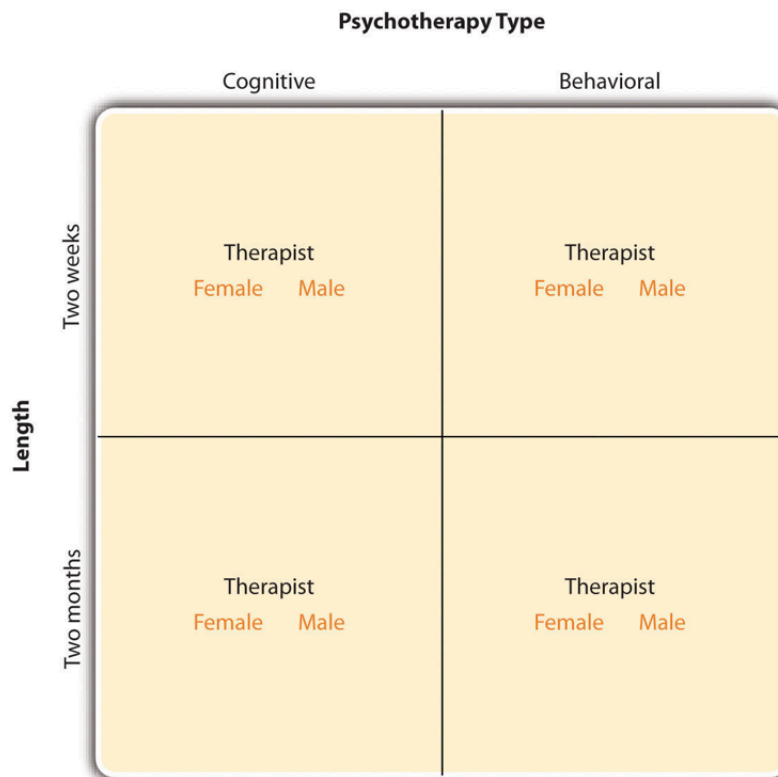 Psychotherapy Type
Cognitive Behavioral
Length
Two weeks
Therapist Therapist
Female Male Female Male
Two months
Therapist Therapist
Female Male Female Male